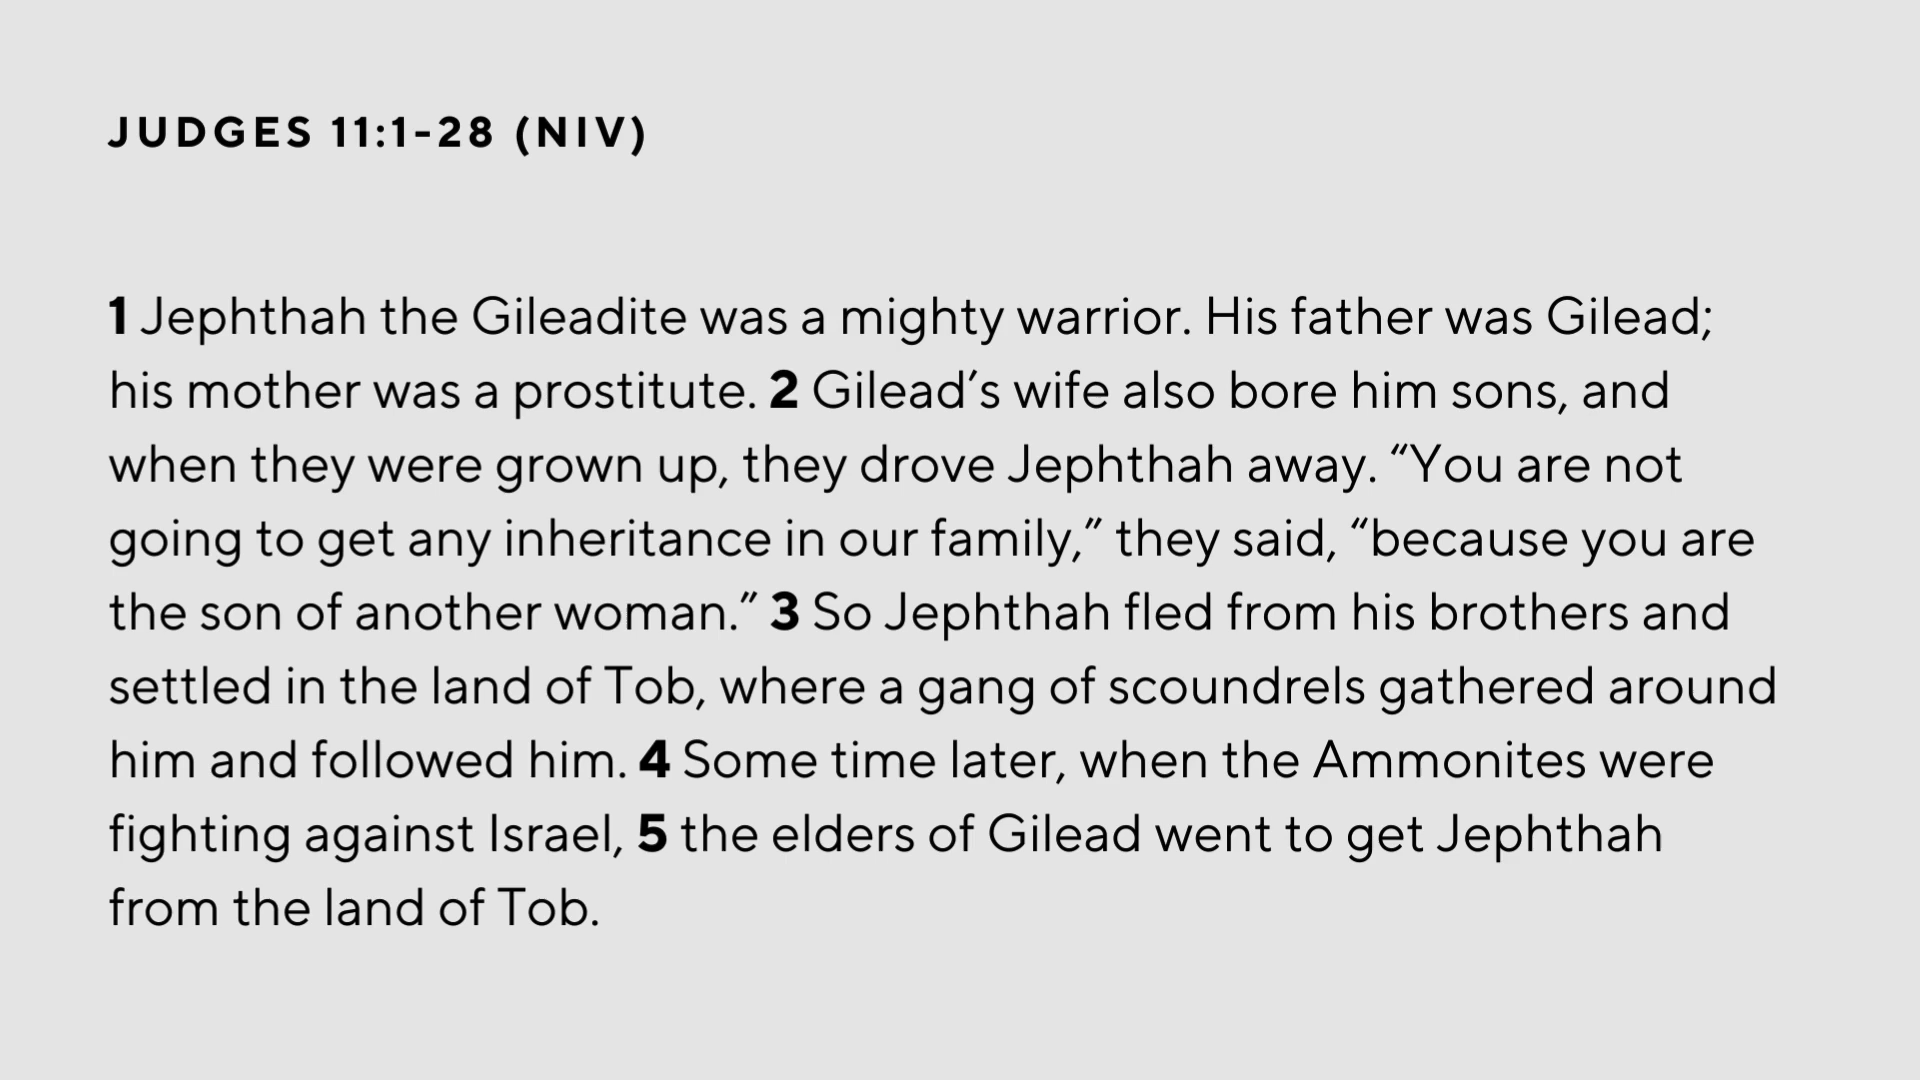 JUDGES 11:1-28 (NIV)
1 Jephthah the Gileadite was a mighty warrior. His father was Gilead;
his mother was a prostitute. 2 Gilead’s wife also bore him sons, and
when they were grown up, they drove Jephthah away. “You are not
going to get any inheritance in our family,” they said, “because you are
the son of another woman.” 3 So Jephthah fled from his brothers and
settled in the land of Tob, where a gang of scoundrels gathered around
him and followed him. 4 Some time later, when the Ammonites were
fighting against Israel, 5 the elders of Gilead went to get Jephthah
from the land of Tob.